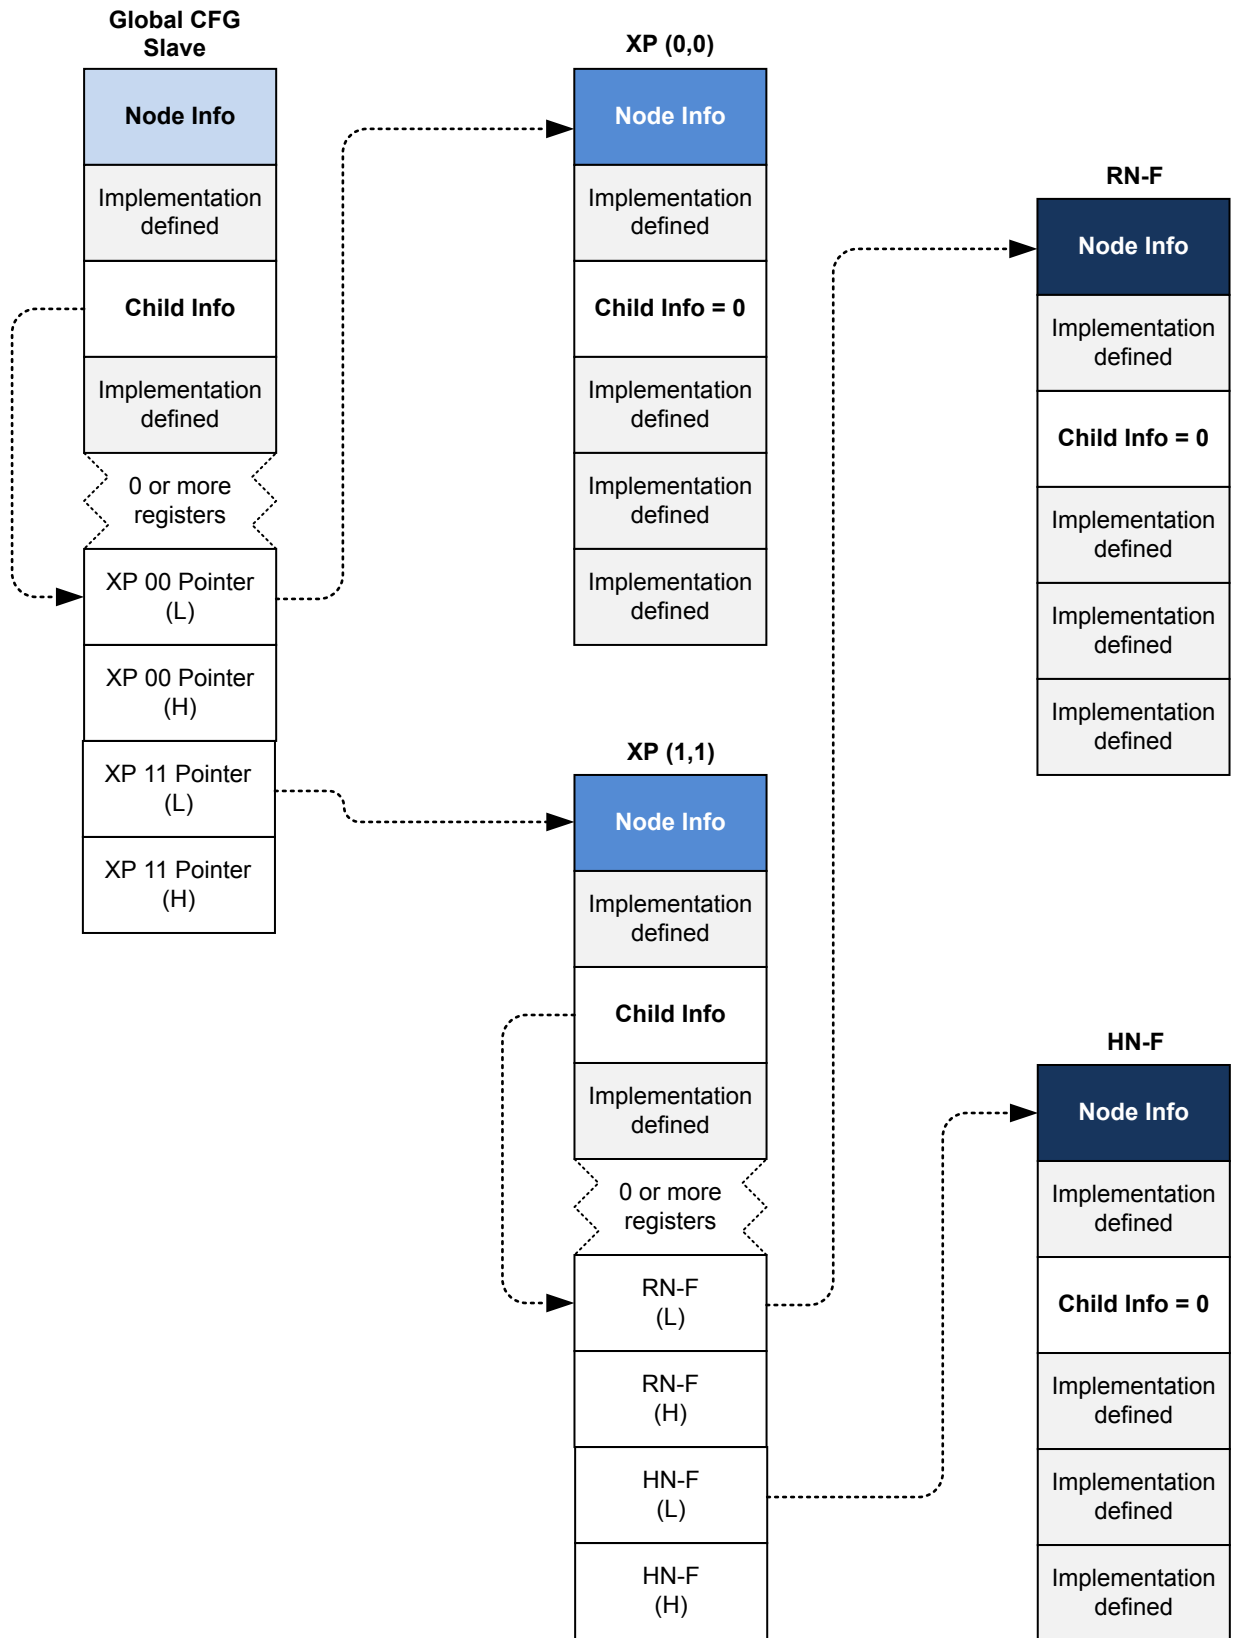 Global CFG
Slave
Node Info
Implementation
defined
Child Info
Implementation
defined
0 or more
registers
XP 00 Pointer
(L)
XP 00 Pointer
(H)
XP 11 Pointer
(L)
XP 11 Pointer
(H)
XP (0,0)
Node Info
Implementation
defined
Child Info = 0
Implementation
defined
Implementation
defined
Implementation
defined
XP (1,1)
Node Info
Implementation
defined
Child Info
Implementation
defined
0 or more
registers
RN-F
(L)
RN-F
(H)
HN-F
(L)
HN-F
(H)
RN-F
Node Info
Implementation
defined
Child Info = 0
Implementation
defined
Implementation
defined
Implementation
defined
HN-F
Node Info
Implementation
defined
Child Info = 0
Implementation
defined
Implementation
defined
Implementation
defined